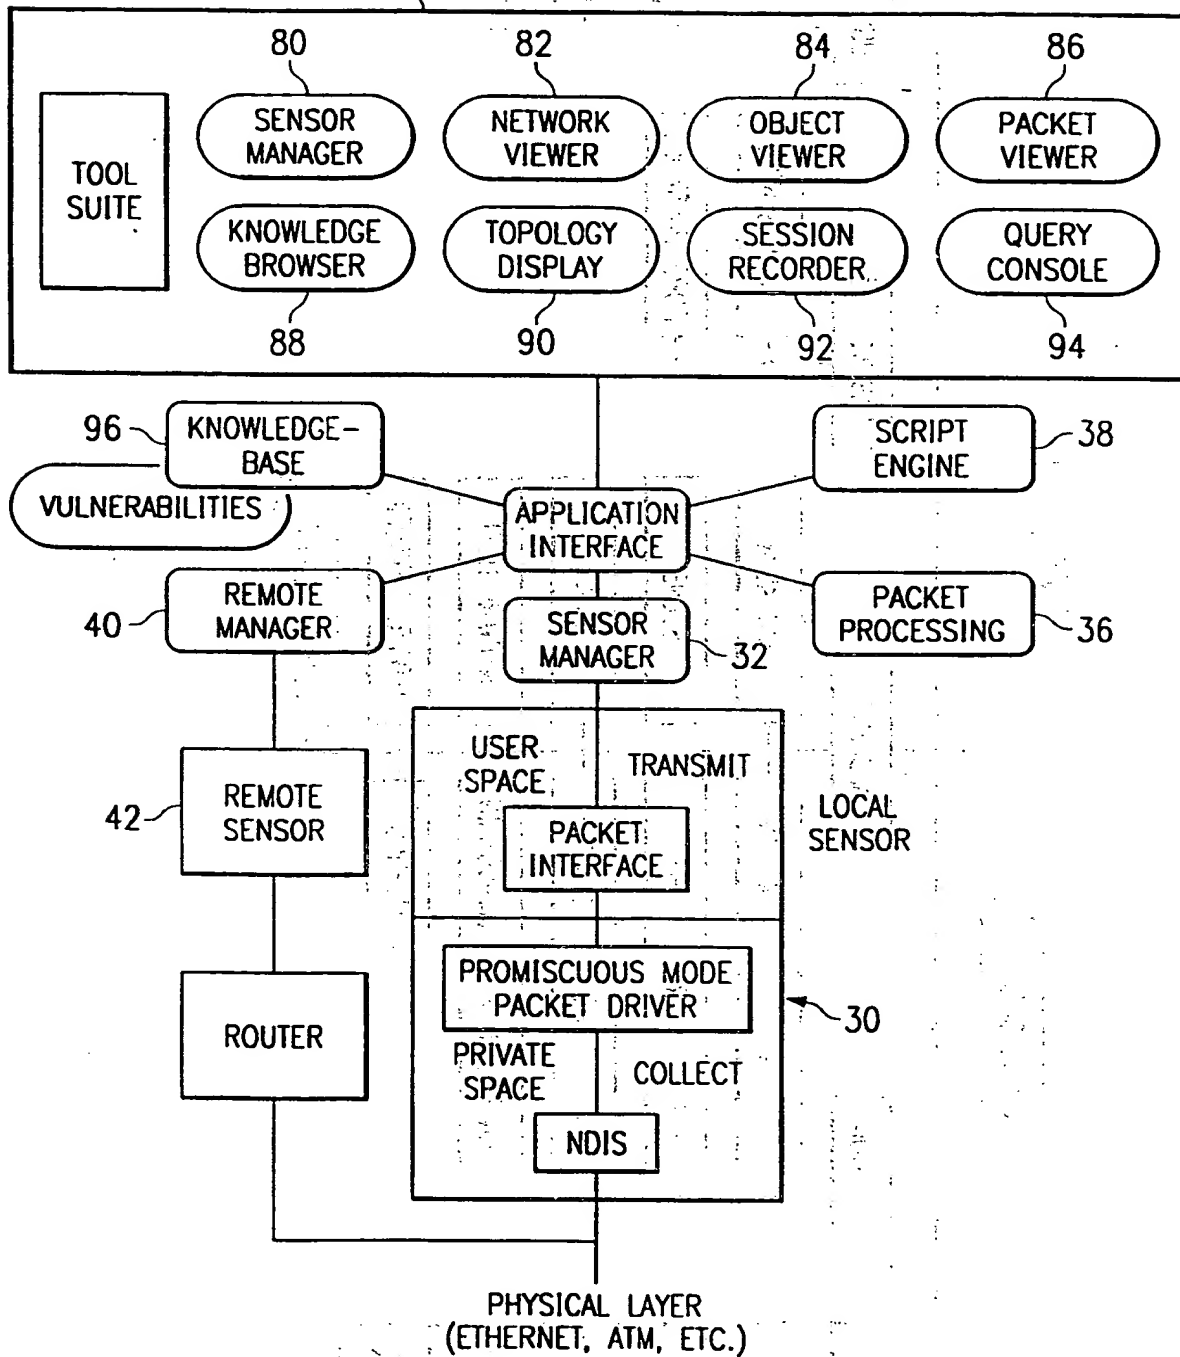 80
82
84
86
TOOL
SUITE
SENSOR
MANAGER
NETWORK
VIEWER
OBJECT
VIEWER
PACKET
VIEWER
KNOWLEDGE
BROWSER
TOPOLOGY
DISPLAY
SESSION
RECORDER
QUERY
CONSOLE
88
90
92
94
96
KNOWLEDGE-
BASE
SCRIPT
ENGINE
38
VULNERABILITIES
APPLICATION
INTERFACE
40
REMOTE
MANAGER
SENSOR
MANAGER
32
PACKET
PROCESSING
36
USER
SPACE
TRANSMIT
42
REMOTE
SENSOR
PACKET
INTERFACE
LOCAL
SENSOR
PROMISCUOUS MODE
PACKET DRIVER
30
ROUTER
PRIVATE
SPACE
COLLECT
NDIS
PHYSICAL LAYER
(ETHERNET, ATM, ETC.)